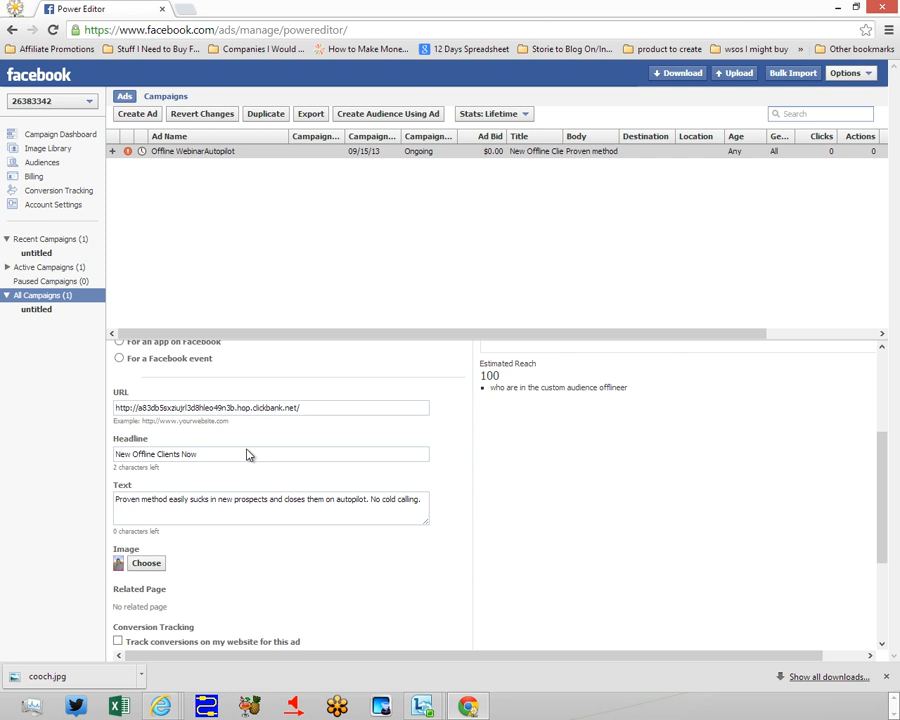 Power Editor
https://www.facebook.com/ads/manage/powereditor/
Affiliate Promotions
Stuff I Need to Buy F...
Companies I Would ...
How to Make Mone...
12 Days Spreadsheet
Storie to Blog On/In...
product to create
wsos I might buy
»
Other bookmarks
facebook
Download
Upload
Bulk Import
Options
26383342
Ads
Campaigns
Create Ad
Revert Changes
Duplicate
Export
Create Audience Using Ad
Stats: Lifetime
Search
Campaign Dashboard
Image Library
Audiences
Billing
Conversion Tracking
Account Settings
Ad Name
Campaign...
Campaign...
Campaign...
Ad Bid
Title
Body
Destination
Location
Age
Ge...
Clicks
Actions
Offline WebinarAutopilot
09/15/13
Ongoing
$0.00
New Offline Clie
Proven method
Any
All
0
0
Recent Campaigns (1)
untitled
Active Campaigns (1)
Paused Campaigns (0)
All Campaigns (1)
untitled
For an app on Facebook
For a Facebook event
URL
http://a83db5sxziujrl3d8hleo49n3b.hop.clickbank.net/
Example: http://www.yourwebsite.com
Headline
New Offline Clients Now
2 characters left
Text
Proven method easily sucks in new prospects and closes them on autopilot. No cold calling.
0 characters left
Image
Choose
Related Page
No related page
Conversion Tracking
Track conversions on my website for this ad
Estimated Reach
100
who are in the custom audience offlineer
cooch.jpg
Show all downloads...